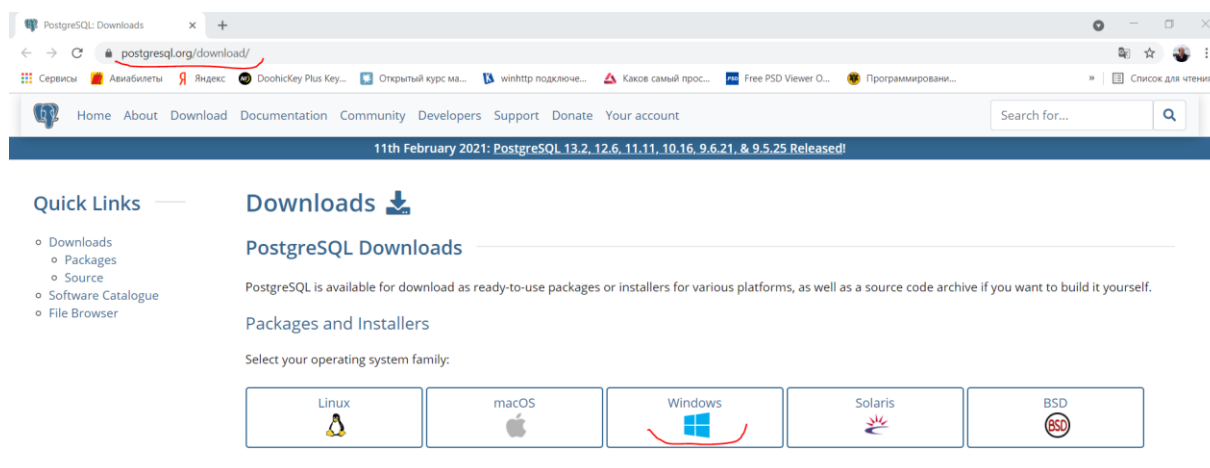 PostgreSQL: Downloads
postgresql.org/download/
Сервисы Авиабилеты Яндекс DoohicKey Plus Key... Открытый курс ма... winhttp подключе... Каков самый прос... Free PSD Viewer O... Программировани... » Список для чтения
Home About Download Documentation Community Developers Support Donate Your account Search for...
11th February 2021: PostgreSQL 13.2, 12.6, 11.11, 10.16, 9.6.21, & 9.5.25 Released!
Quick Links
Downloads
Packages
Source
Software Catalogue
File Browser
Downloads
PostgreSQL Downloads
PostgreSQL is available for download as ready-to-use packages or installers for various platforms, as well as a source code archive if you want to build it yourself.
Packages and Installers
Select your operating system family:
Linux
macOS
Windows
Solaris
BSD
BSD